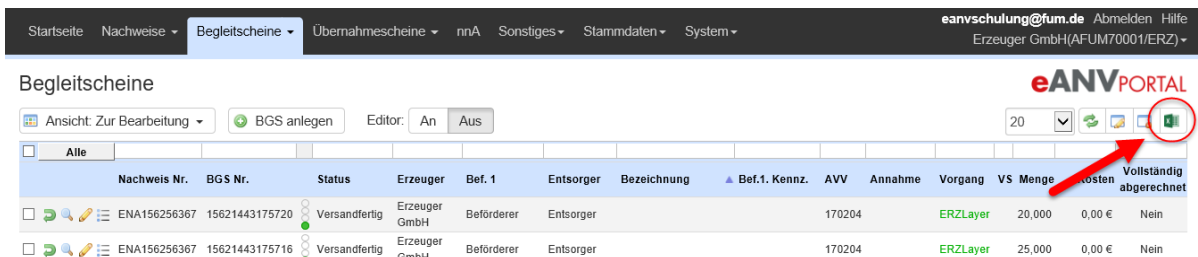 eanvschulung@fum.de Abmelden Hilfe
Startseite Nachweise Begleitscheine Übernahmescheine nnA Sonstiges Stammdaten System
Erzeuger GmbH(AFUM70001/ERZ)
Begleitscheine
eANVPORTAL
Ansicht: Zur Bearbeitung BGS anlegen Editor: An Aus 20
Alle
Nachweis Nr. BGS Nr. Status Erzeuger Bef. 1 Entsorger Bezeichnung Bef.1. Kennz. AVV Annahme Vorgang VS Menge Vollständig abgerechnet
ENA156256367 15621443175720 Versandfertig Erzeuger GmbH Beförderer Entsorger 170204 ERZLayer 20,000 0,00 € Nein
ENA156256367 15621443175716 Versandfertig Erzeuger GmbH Beförderer Entsorger 170204 ERZLayer 25,000 0,00 € Nein